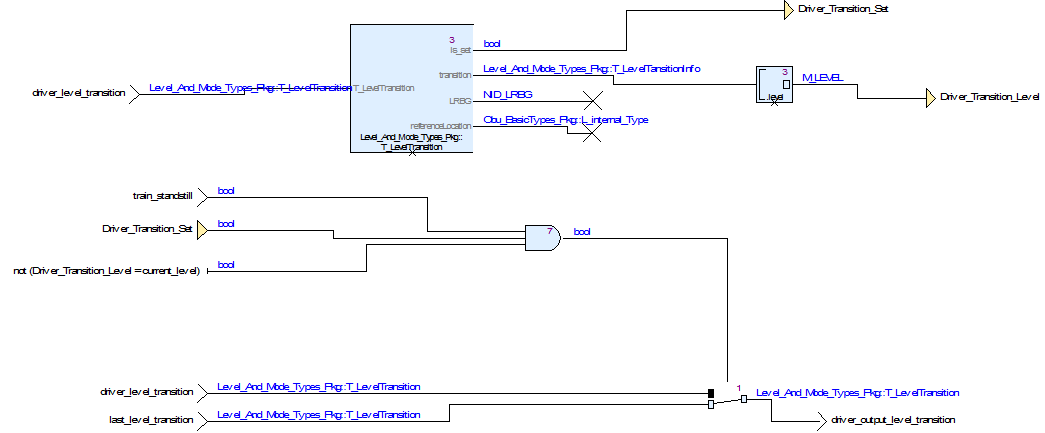 Driver_Transition_Set
3
is_set
bool
driver_level_transition
Level_And_Mode_Types_Pkg::T_LevelTransition
T_LevelTransition
transition
Level_And_Mode_Types_Pkg::T_LevelTansitionInfo
3
.level
M_LEVEL
Driver_Transition_Level
LRBG
NID_LRBG
referenceLocation
Obu_BasicTypes_Pkg::L_internal_Type
Level_And_Mode_Types_Pkg::
T_LevelTransition
train_standstill
bool
Driver_Transition_Set
bool
7
bool
not (Driver_Transition_Level = current_level)
bool
driver_level_transition
Level_And_Mode_Types_Pkg::T_LevelTransition
1
Level_And_Mode_Types_Pkg::T_LevelTransition
last_level_transition
Level_And_Mode_Types_Pkg::T_LevelTransition
driver_output_level_transition